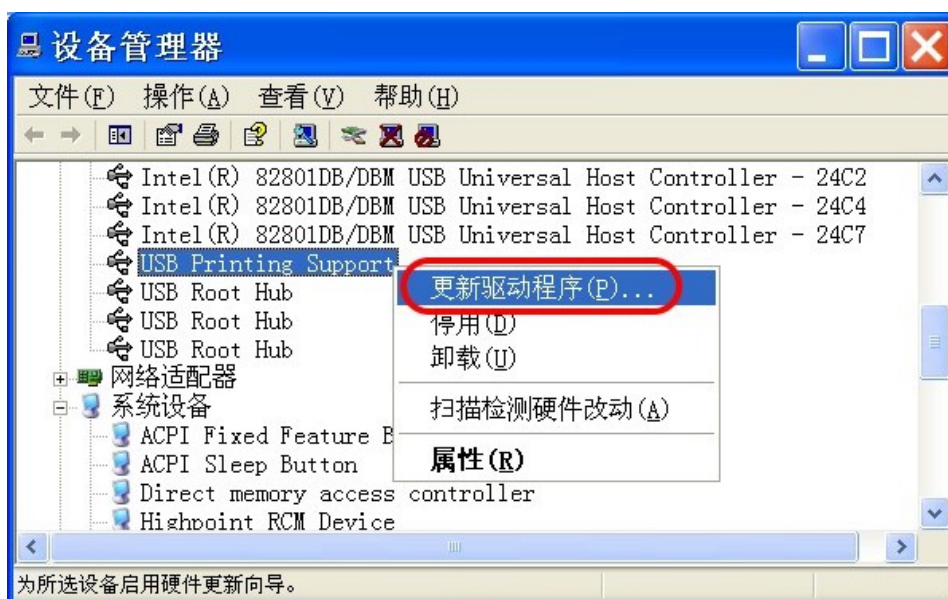 设备管理器
文件(F) 操作(A) 查看(V) 帮助(H)
Intel(R) 82801DB/DBM USB Universal Host Controller - 24C2
Intel(R) 82801DB/DBM USB Universal Host Controller - 24C4
Intel(R) 82801DB/DBM USB Universal Host Controller - 24C7
USB Printing Support
更新驱动程序(P)...
USB Root Hub
USB Root Hub
停用(D)
USB Root Hub
卸载(U)
网络适配器
系统设备
扫描检测硬件改动(A)
ACPI Fixed Feature B
ACPI Sleep Button
属性(R)
Direct memory access controller
Highpoint RCM Device
为所选设备启用硬件更新向导。